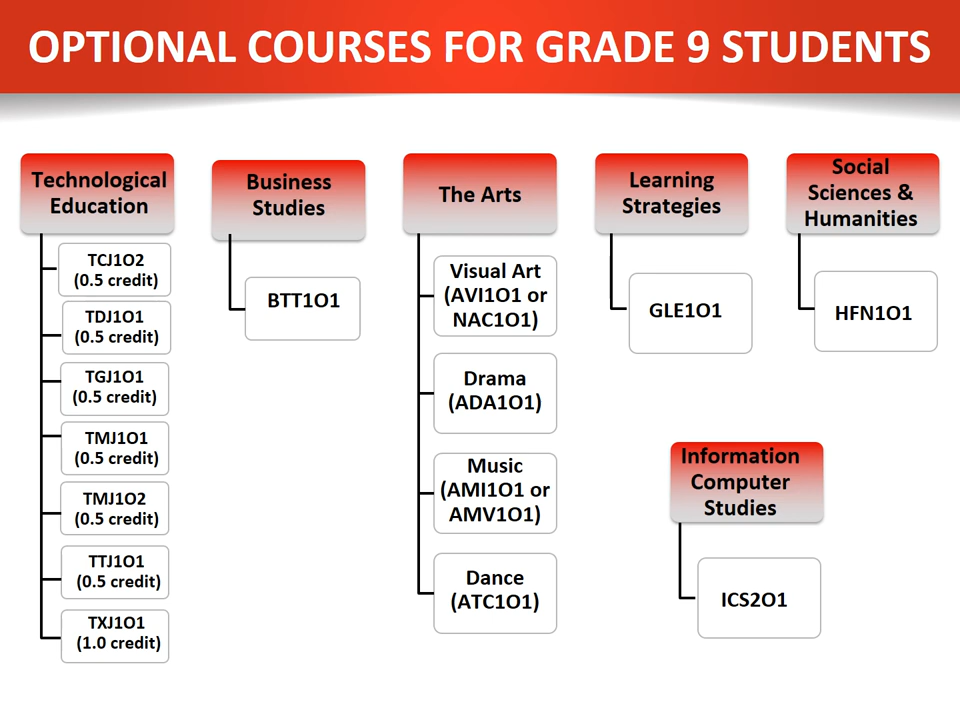 OPTIONAL COURSES FOR GRADE 9 STUDENTS
Technological
Education
TCJ1O2
(0.5 credit)
TDJ1O1
(0.5 credit)
TGJ1O1
(0.5 credit)
TMJ1O1
(0.5 credit)
TMJ1O2
(0.5 credit)
TTJ1O1
(0.5 credit)
TXJ1O1
(1.0 credit)
Business
Studies
BTT1O1
The Arts
Visual Art
(AVI1O1 or
NAC1O1)
Drama
(ADA1O1)
Music
(AMI1O1 or
AMV1O1)
Dance
(ATC1O1)
Learning
Strategies
GLE1O1
Social
Sciences &
Humanities
HFN1O1
Information
Computer
Studies
ICS2O1